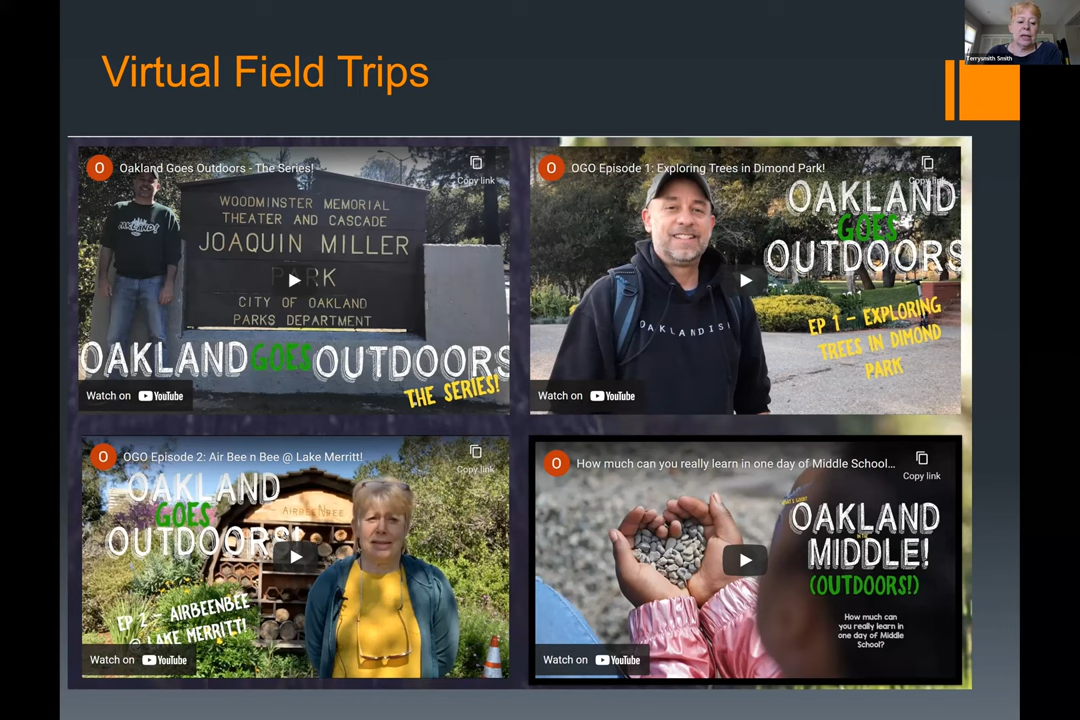 Virtual Field Trips
Terrysmith Smith
O
Oakland Goes Outdoors - The Series!
Copy link
WOODMINSTER MEMORIAL
THEATER AND CASCADE
JOAQUIN MILLER
PARK
CITY OF OAKLAND
PARKS DEPARTMENT
OAKLAND!
OAKLAND GOES OUTDOORS
THE SERIES!
Watch on YouTube
O
OGO Episode 1: Exploring Trees in Dimond Park!
Copy link
OAKLAND
GOES
OUTDOORS
OAKLANDISH
EP 1 – EXPLORING
TREES IN DIMOND
PARK
Watch on YouTube
O
OGO Episode 2: Air Bee n Bee @ Lake Merritt!
Copy link
OAKLAND
GOES
OUTDOORS!
AIRBEENBEE
EP 2 – AIRBEENBEE
@ LAKE MERRITT!
Watch on YouTube
O
How much can you really learn in one day of Middle School...
Copy link
OAKLAND
IN THE
MIDDLE!
(OUTDOORS!)
How much can
you really learn in
one day of Middle
School?
Watch on YouTube